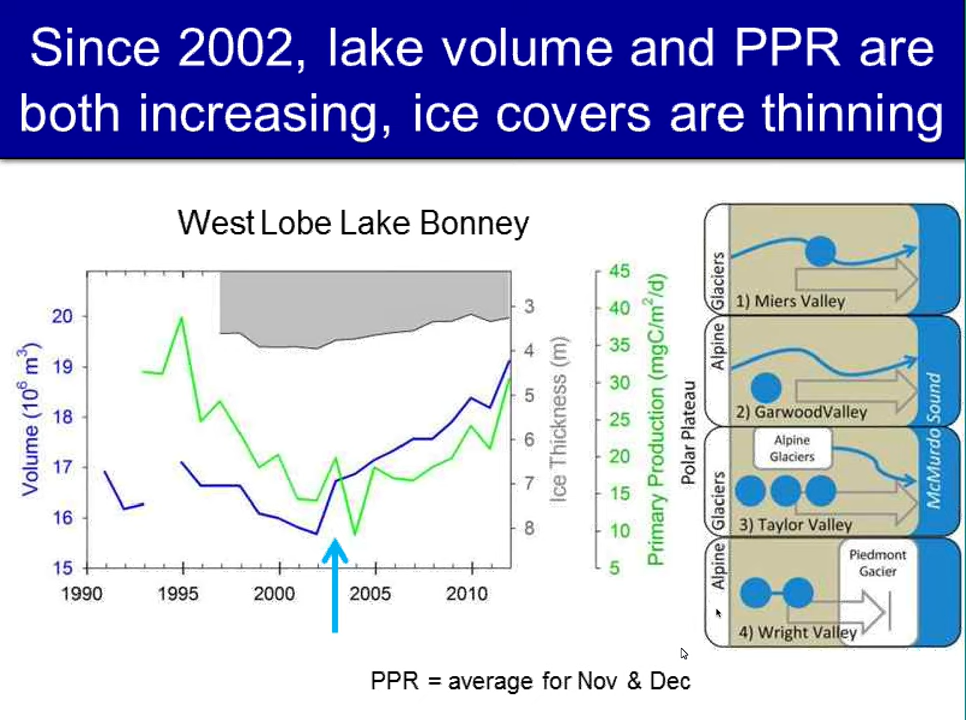 Since 2002, lake volume and PPR are
both increasing, ice covers are thinning
West Lobe Lake Bonney
Volume (10⁶ m³)
20
19
18
17
16
15
1990
1995
2000
2005
2010
3
4
5
6
7
8
Ice Thickness (m)
45
40
35
30
25
20
15
10
5
Primary Production (mgC/m²/d)
Polar Plateau
Alpine Glaciers
Alpine Glaciers
1) Miers Valley
2) GarwoodValley
Alpine
Glaciers
3) Taylor Valley
Piedmont
Gacier
4) Wright Valley
McMurdo Sound
PPR = average for Nov & Dec